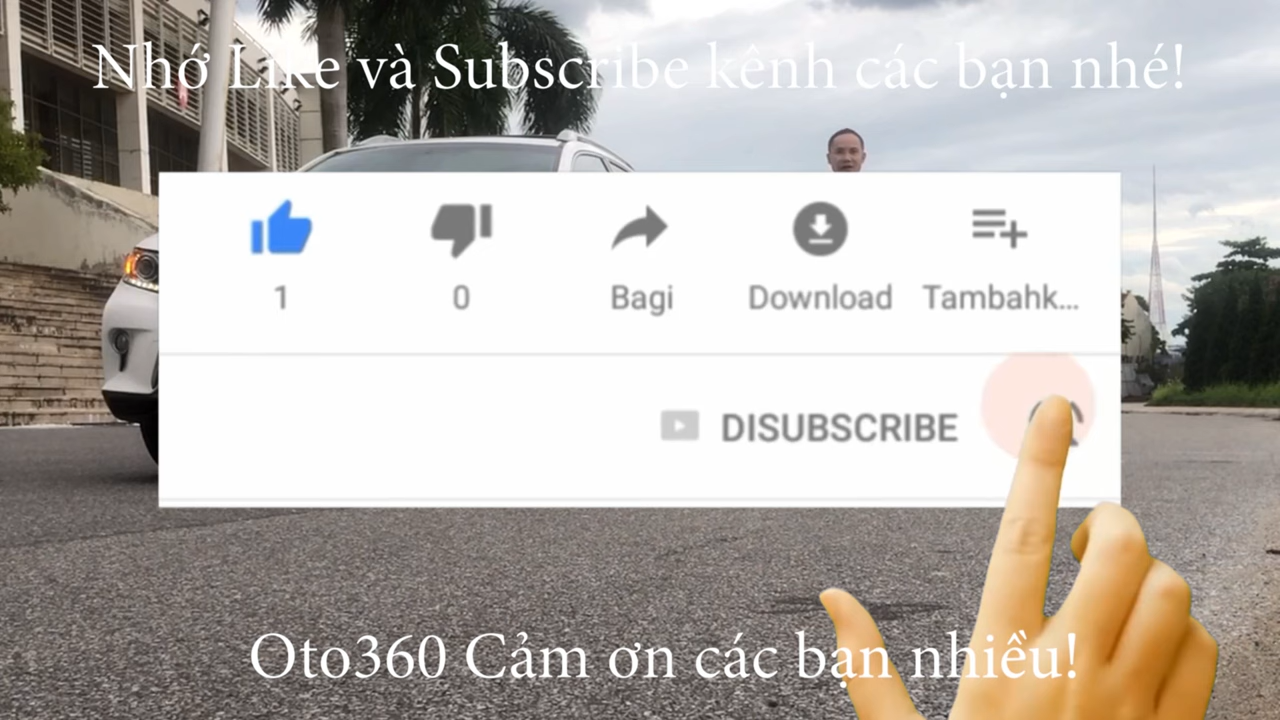 Nhớ Like và Subscribe kênh các bạn nhé!
1 0 Bagi Download Tambahk...
DISUBSCRIBE
Oto360 Cảm ơn các bạn nhiều!